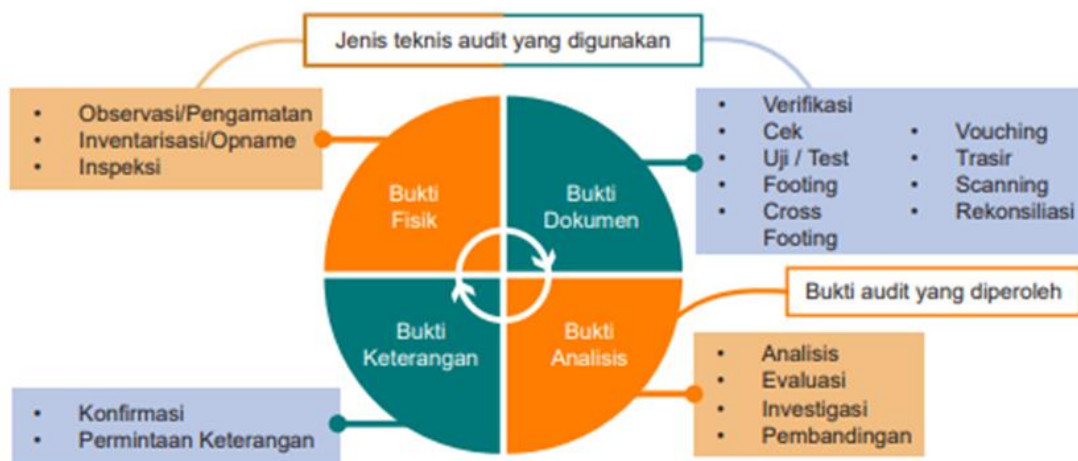 Jenis teknis audit yang digunakan
• Observasi/Pengamatan
• Inventarisasi/Opname
• Inspeksi
• Verifikasi
• Cek
• Uji / Test
• Footing
• Cross
Footing
• Vouching
• Trasir
• Scanning
• Rekonsiliasi
Bukti
Fisik
Bukti
Dokumen
Bukti
Keterangan
Bukti
Analisis
Bukti audit yang diperoleh
• Konfirmasi
• Permintaan Keterangan
• Analisis
• Evaluasi
• Investigasi
• Pembandingan